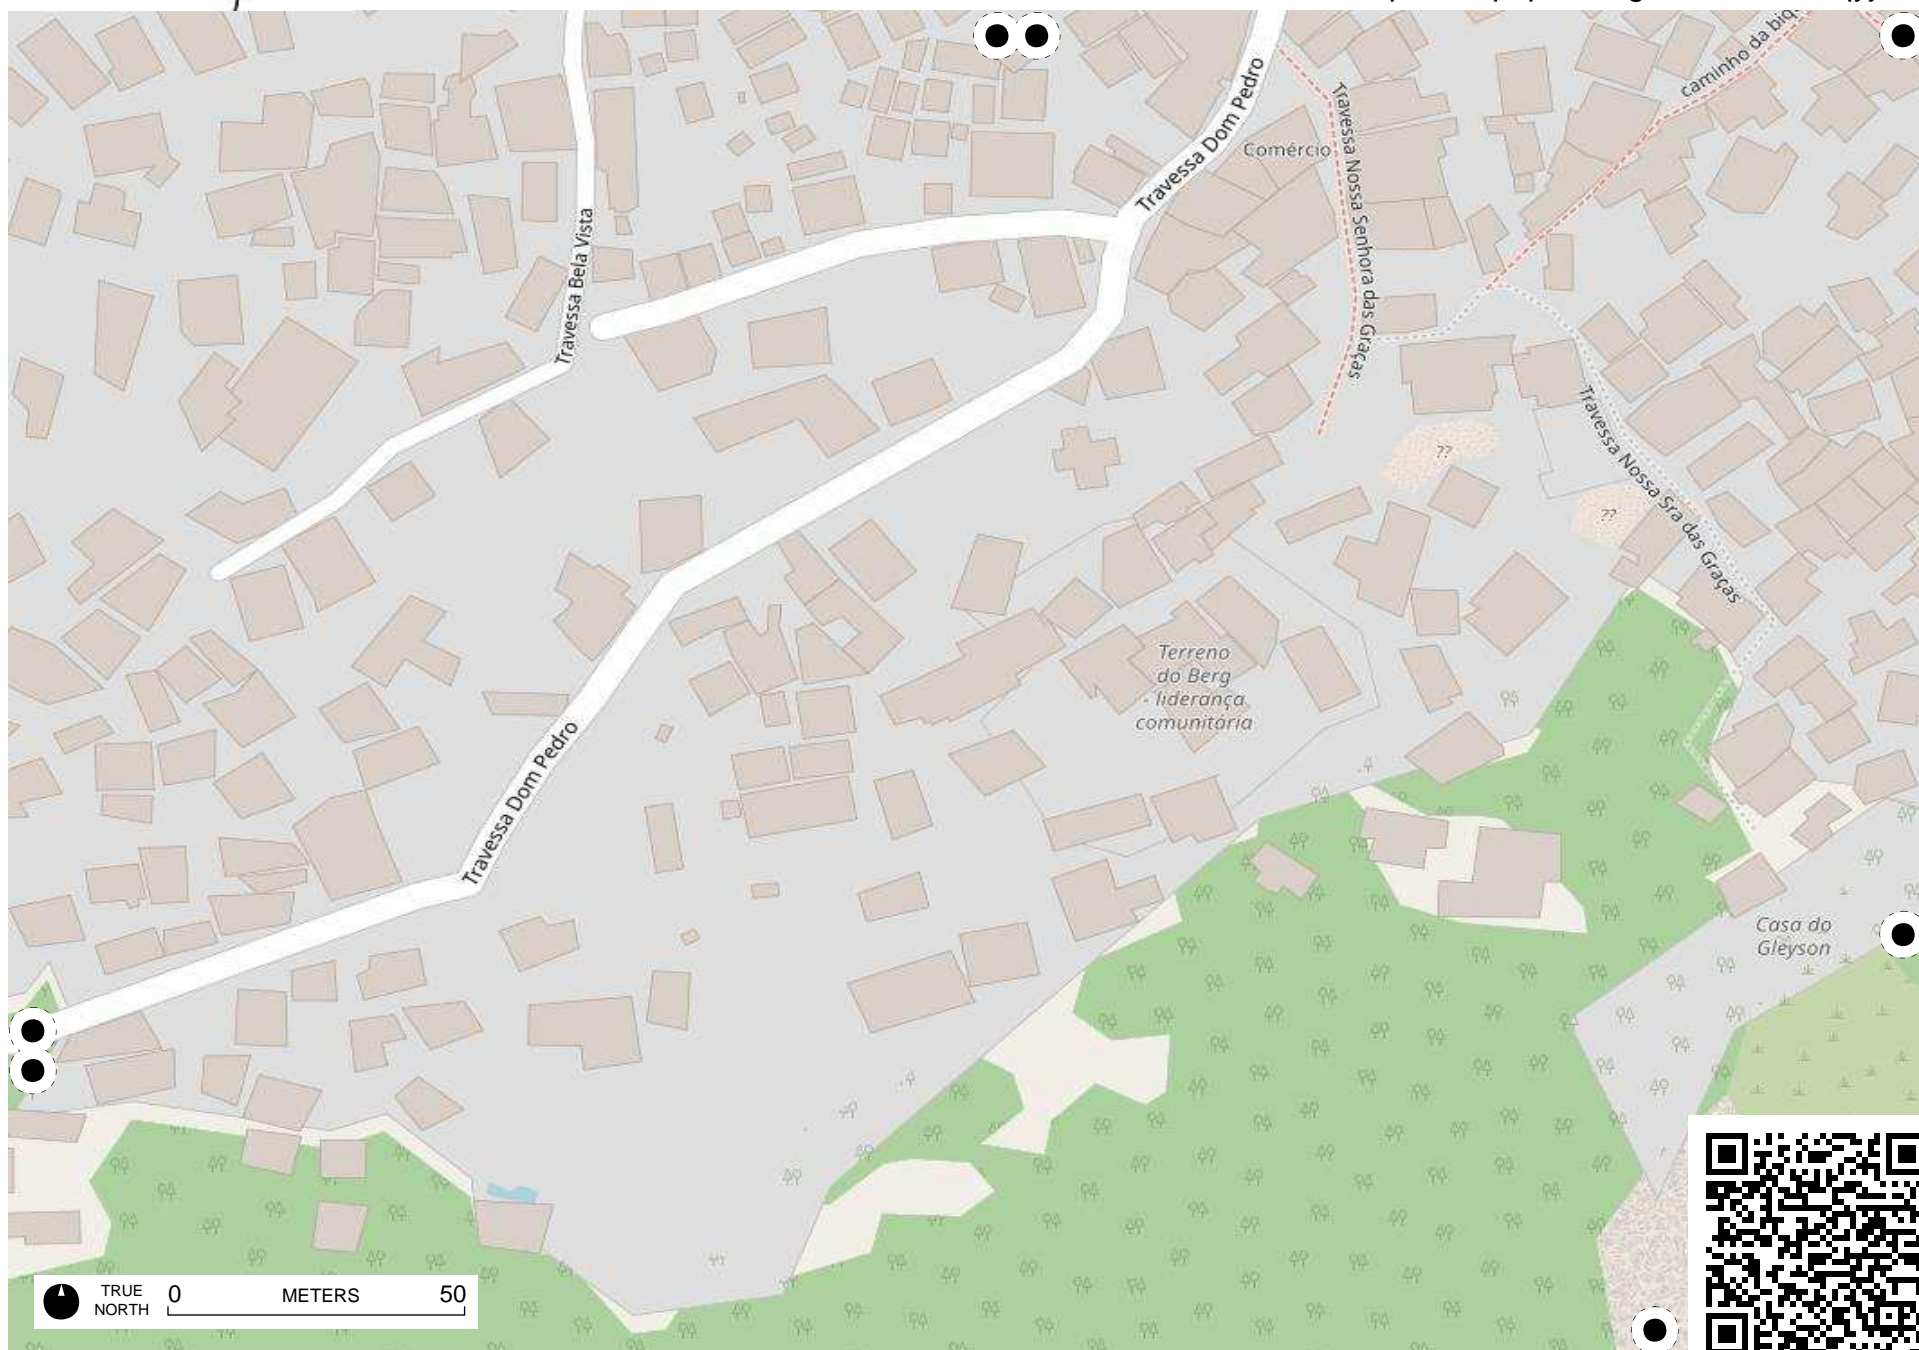 Travessa Dom Pedro
Travessa Nossa Senhora das Graças
caminho da
Comércio
Travessa Bela Vista
??
??
Travessa Nossa Sra das Graças
Terreno
do Berg
- liderança
comunitária
Travessa Dom Pedro
Casa do
Gleyson
TRUE
NORTH
0
METERS
50